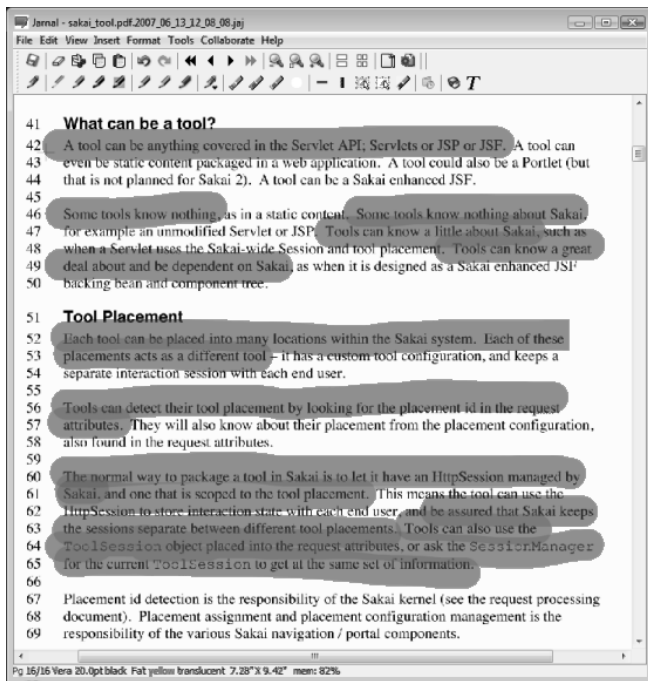 Jarnal - sakai_tool.pdf.2007_06_13_12_08_08.jaj
File Edit View Insert Format Tools Collaborate Help
T
41 What can be a tool?
42 A tool can be anything covered in the Servlet API; Servlets or JSP or JSF. A tool can
43 even be static content packaged in a web application. A tool could also be a Portlet (but
44 that is not planned for Sakai 2). A tool can be a Sakai enhanced JSF.
45
46 Some tools know nothing, as in a static content. Some tools know nothing about Sakai,
47 for example an unmodified Servlet or JSP. Tools can know a little about Sakai, such as
48 when a Servlet uses the Sakai-wide Session and tool placement. Tools can know a great
49 deal about and be dependent on Sakai, as when it is designed as a Sakai enhanced JSF
50 backing bean and component tree.
51 Tool Placement
52 Each tool can be placed into many locations within the Sakai system. Each of these
53 placements acts as a different tool – it has a custom tool configuration, and keeps a
54 separate interaction session with each end user.
55
56 Tools can detect their tool placement by looking for the placement id in the request
57 attributes. They will also know about their placement from the placement configuration,
58 also found in the request attributes.
59
60 The normal way to package a tool in Sakai is to let it have an HttpSession managed by
61 Sakai, and one that is scoped to the tool placement. This means the tool can use the
62 HttpSession to store interaction state with each end user, and be assured that Sakai keeps
63 the sessions separate between different tool placements. Tools can also use the
64 ToolSession object placed into the request attributes, or ask the SessionManager
65 for the current ToolSession to get at the same set of information.
66
67 Placement id detection is the responsibility of the Sakai kernel (see the request processing
68 document). Placement assignment and placement configuration management is the
69 responsibility of the various Sakai navigation / portal components.
Pg 16/16 Vera 20.0pt black Fat yellow translucent 7.28"X 9.42" mem: 82%